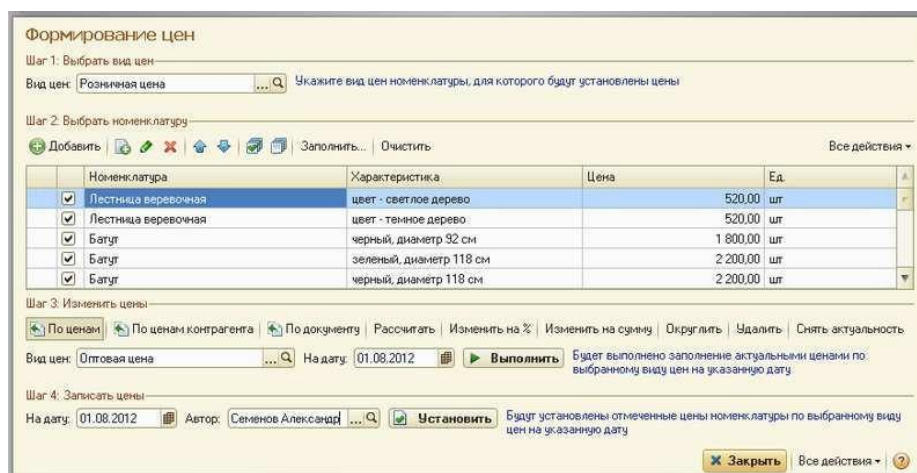 Формирование цен
Шаг 1: Выбрать вид цен
Вид цен: Розничная цена ... Укажите вид цен номенклатуры, для которого будут установлены цены
Шаг 2: Выбрать номенклатуру
Добавить Заполнить... Очистить Все действия
Номенклатура Характеристика Цена Ед.
Лестница веревочная цвет - светлое дерево 520,00 шт
Лестница веревочная цвет - темное дерево 520,00 шт
Батут черный, диаметр 92 см 1 800,00 шт
Батут зеленый, диаметр 118 см 2 200,00 шт
Батут черный, диаметр 118 см 2 200,00 шт
Шаг 3: Изменить цены
По ценам По ценам контрагента По документу Рассчитать Изменить на % Изменить на сумму Округлить Удалить Снять актуальность
Вид цен: Оптовая цена ... На дату: 01.08.2012 Выполнить Будет выполнено заполнение актуальными ценами по
выбранному виду цен на указанную дату
Шаг 4: Записать цены
На дату: 01.08.2012 Автор: Семенов Александр ... Установить Будут установлены отмеченные цены номенклатуры по выбранному виду
цен на указанную дату
Закрыть Все действия ?